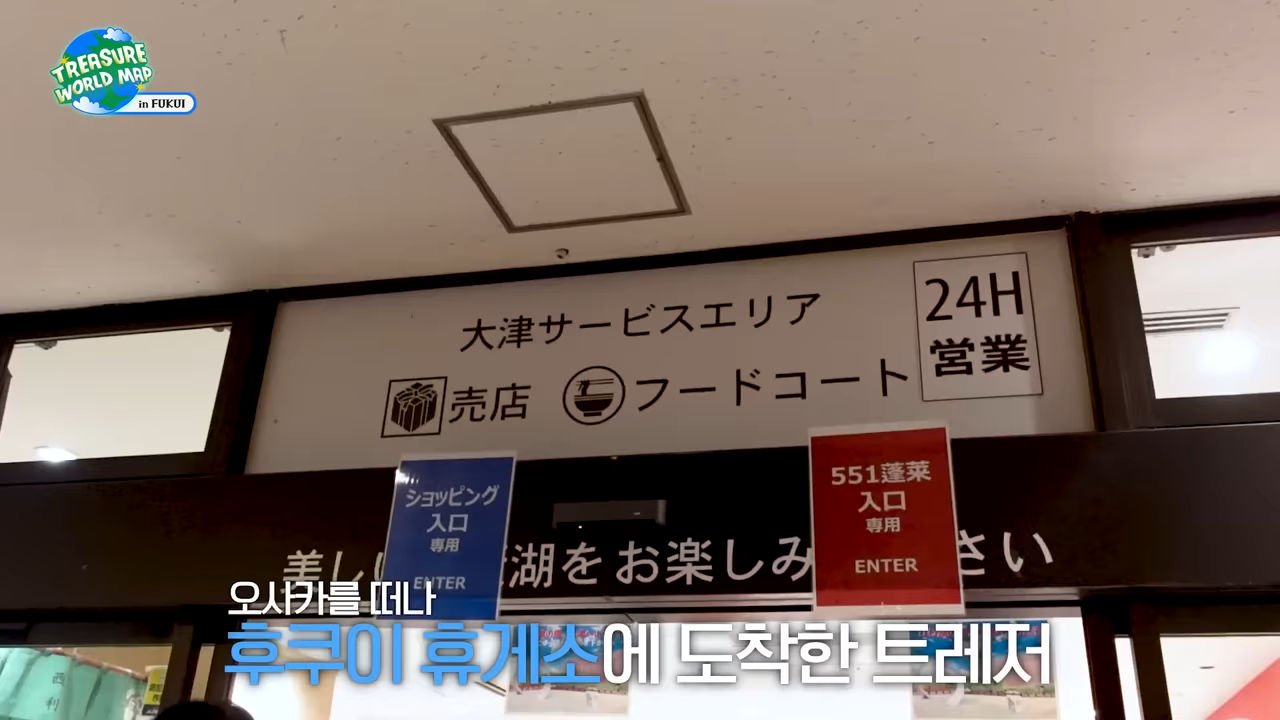 TREASURE
WORLD MAP
in FUKUI
大津サービスエリア
24H
営業
売店
フードコート
ショッピング
入口
専用
ENTER
551蓬莱
入口
専用
ENTER
美し
湖をお楽しみ
さい
오사카를 떠나
후쿠이 휴게소에 도착한 트레저
西利